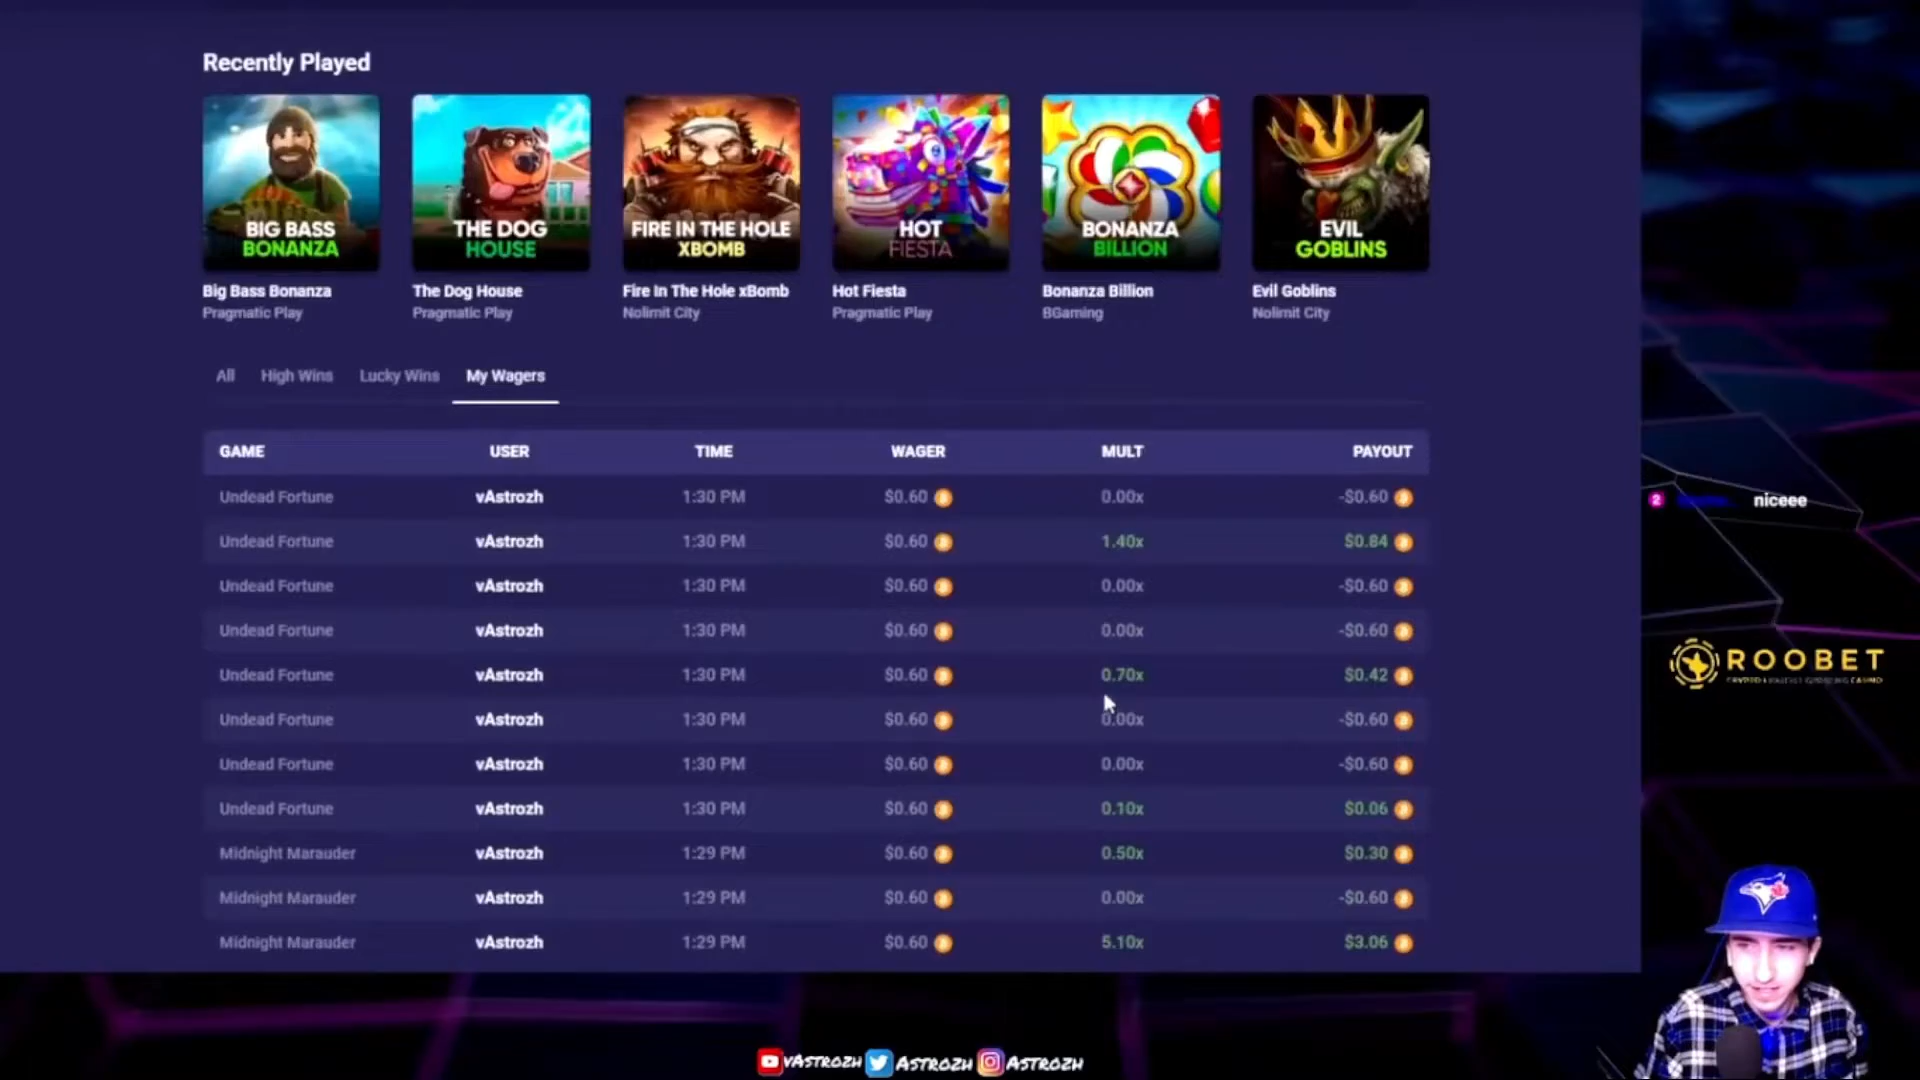 Recently Played
BIG BASS
BONANZA
THE DOG
HOUSE
FIRE IN THE HOLE
XBOMB
HOT
FIESTA
BONANZA
BILLION
EVIL
GOBLINS
Big Bass Bonanza
Pragmatic Play
The Dog House
Pragmatic Play
Fire In The Hole xBomb
Nolimit City
Hot Fiesta
Pragmatic Play
Bonanza Billion
BGaming
Evil Goblins
Nolimit City
All High Wins Lucky Wins My Wagers
GAME USER TIME WAGER MULT PAYOUT
Undead Fortune vAstrozh 1:30 PM $0.60 0.00x -$0.60
Undead Fortune vAstrozh 1:30 PM $0.60 1.40x $0.84
Undead Fortune vAstrozh 1:30 PM $0.60 0.00x -$0.60
Undead Fortune vAstrozh 1:30 PM $0.60 0.00x -$0.60
Undead Fortune vAstrozh 1:30 PM $0.60 0.70x $0.42
Undead Fortune vAstrozh 1:30 PM $0.60 0.00x -$0.60
Undead Fortune vAstrozh 1:30 PM $0.60 0.00x -$0.60
Undead Fortune vAstrozh 1:30 PM $0.60 0.10x $0.06
Midnight Marauder vAstrozh 1:29 PM $0.60 0.50x $0.30
Midnight Marauder vAstrozh 1:29 PM $0.60 0.00x -$0.60
Midnight Marauder vAstrozh 1:29 PM $0.60 5.10x $3.06
2 niceee
ROOBET
vAstrozh Astrozh Astrozh